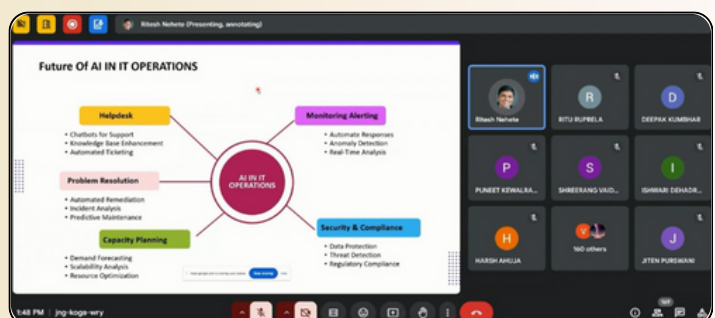 Ritesh Nehete (Presenting, annotating)
Future Of AI IN IT OPERATIONS
Helpdesk
• Chatbots for Support
• Knowledge Base Enhancement
• Automated Ticketing
Monitoring Alerting
• Automate Responses
• Anomaly Detection
• Real-Time Analysis
Problem Resolution
• Automated Remediation
• Incident Analysis
• Predictive Maintenance
AI IN IT
OPERATIONS
Capacity Planning
• Demand Forecasting
• Scalability Analysis
• Resource Optimization
Security & Compliance
• Data Protection
• Threat Detection
• Regulatory Compliance
Ritesh Nehete
R
RITU RUPRELA
D
DEEPAK KUMBHAR
P
PUNEET KEWALRA...
S
SHREERANG VAID...
I
ISHWARI DEHADR...
H
HARSH AHUJA
V
160 others
J
JITEN PURSWANI
1:48 PM | jng-kogs-wry
169